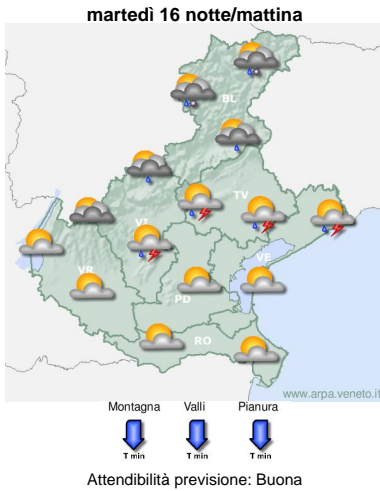 martedì 16 notte/mattina
BL
TV
VI
VE
VR
PD
RO
www.arpa.veneto.it
Montagna Valli Pianura
T min T min T min
Attendibilità previsione: Buona